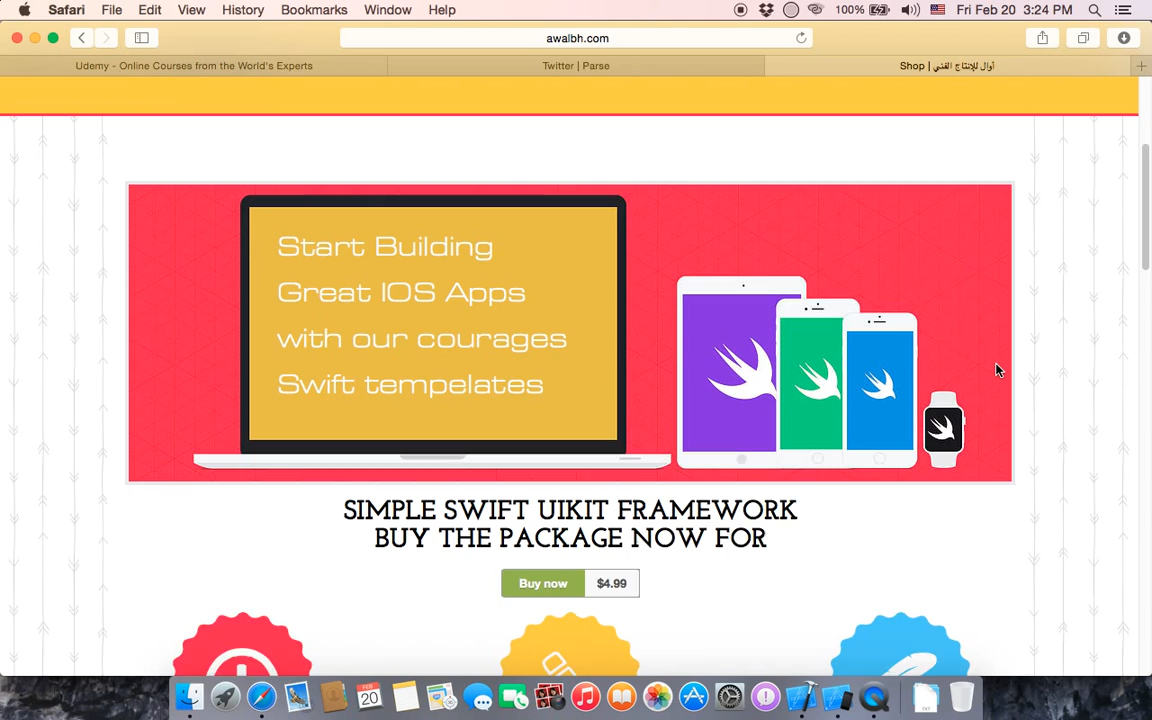 Safari File Edit View History Bookmarks Window Help 100% Fri Feb 20 3:24 PM
awalbh.com
Udemy - Online Courses from the World's Experts
Twitter | Parse
Shop | أوال للإنتاج الفني
Start Building
Great IOS Apps
with our courages
Swift tempelates
SIMPLE SWIFT UIKIT FRAMEWORK
BUY THE PACKAGE NOW FOR
Buy now $4.99
FEB
20